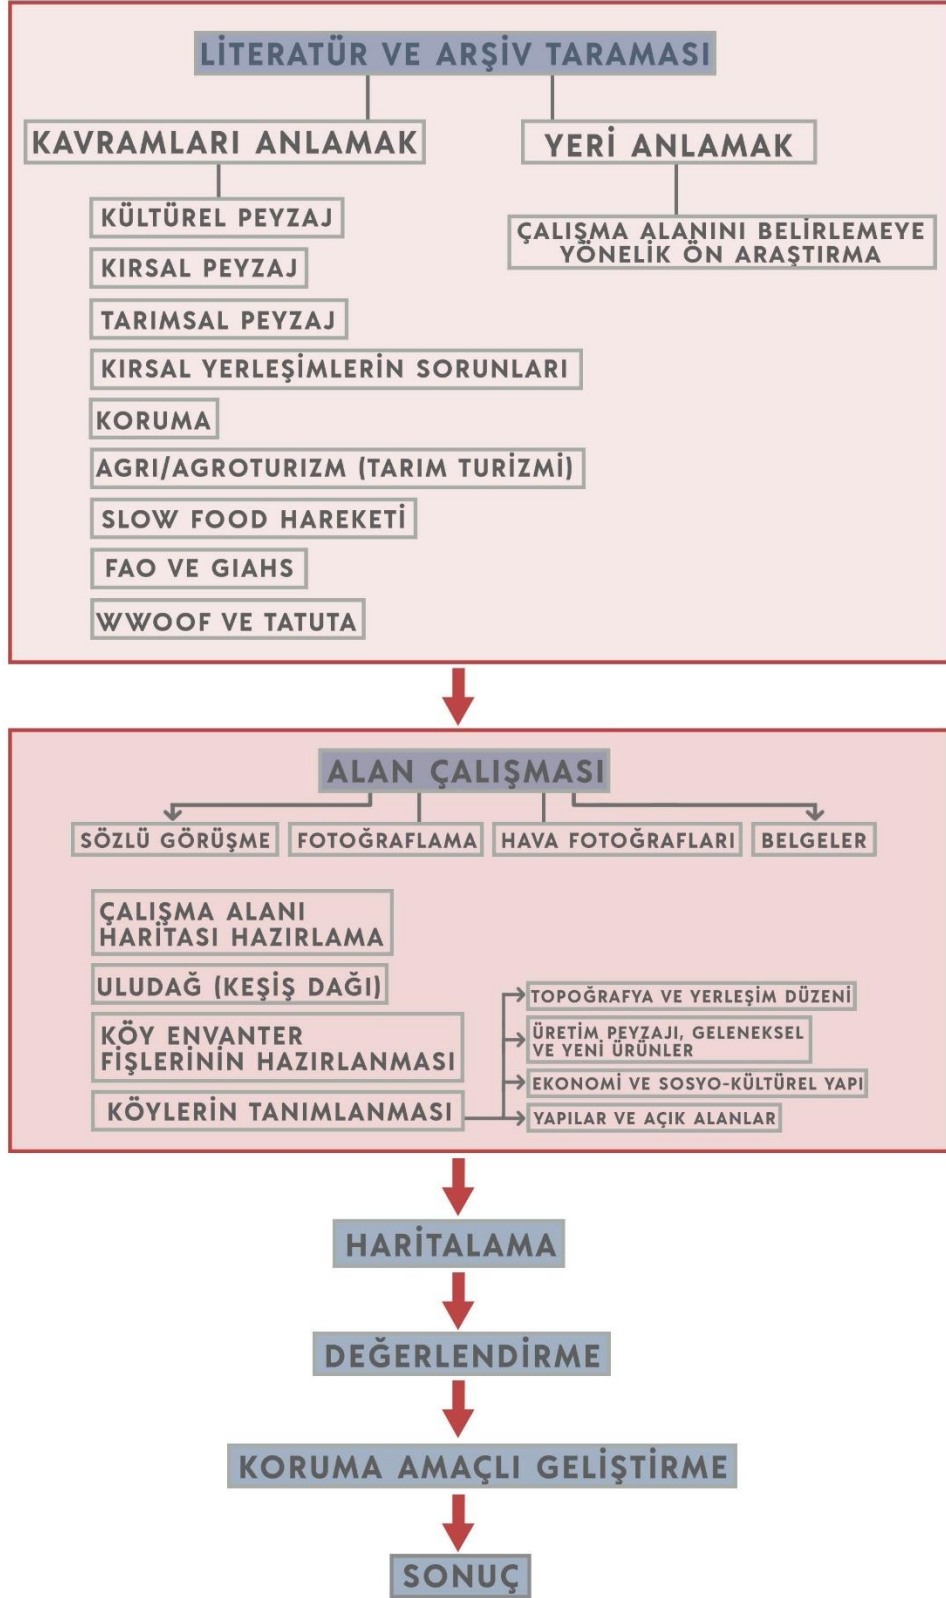 LİTERATÜR VE ARŞİV TARAMASI
KAVRAMLARI ANLAMAK
YERİ ANLAMAK
KÜLTÜREL PEYZAJ
KIRSAL PEYZAJ
TARIMSAL PEYZAJ
KIRSAL YERLEŞİMLERİN SORUNLARI
KORUMA
AGRI/AGROTURIZM (TARIM TURİZMİ)
SLOW FOOD HAREKETİ
FAO VE GIAHS
WWOOF VE TATUTA
ÇALIŞMA ALANINI BELIRLEMEYE
YÖNELİK ÖN ARAŞTIRMA
ALAN ÇALIŞMASI
SÖZLÜ GÖRÜŞME
FOTOĞRAFLAMA
HAVA FOTOĞRAFLARI
BELGELER
ÇALIŞMA ALANI
HARİTASI HAZIRLAMA
ULUDAĞ (KEŞİŞ DAĞI)
KÖY ENVANTER
FİŞLERİNİN HAZIRLANMASI
KÖYLERİN TANIMLANMASI
TOPOĞRAFYA VE YERLEŞİM DÜZENİ
ÜRETİM PEYZAJI, GELENEKSEL
VE YENİ ÜRÜNLER
EKONOMİ VE SOSYO-KÜLTÜREL YAPI
YAPILAR VE AÇIK ALANLAR
HARİTALAMA
DEĞERLENDİRME
KORUMA AMAÇLI GELİŞTİRME
SONUÇ